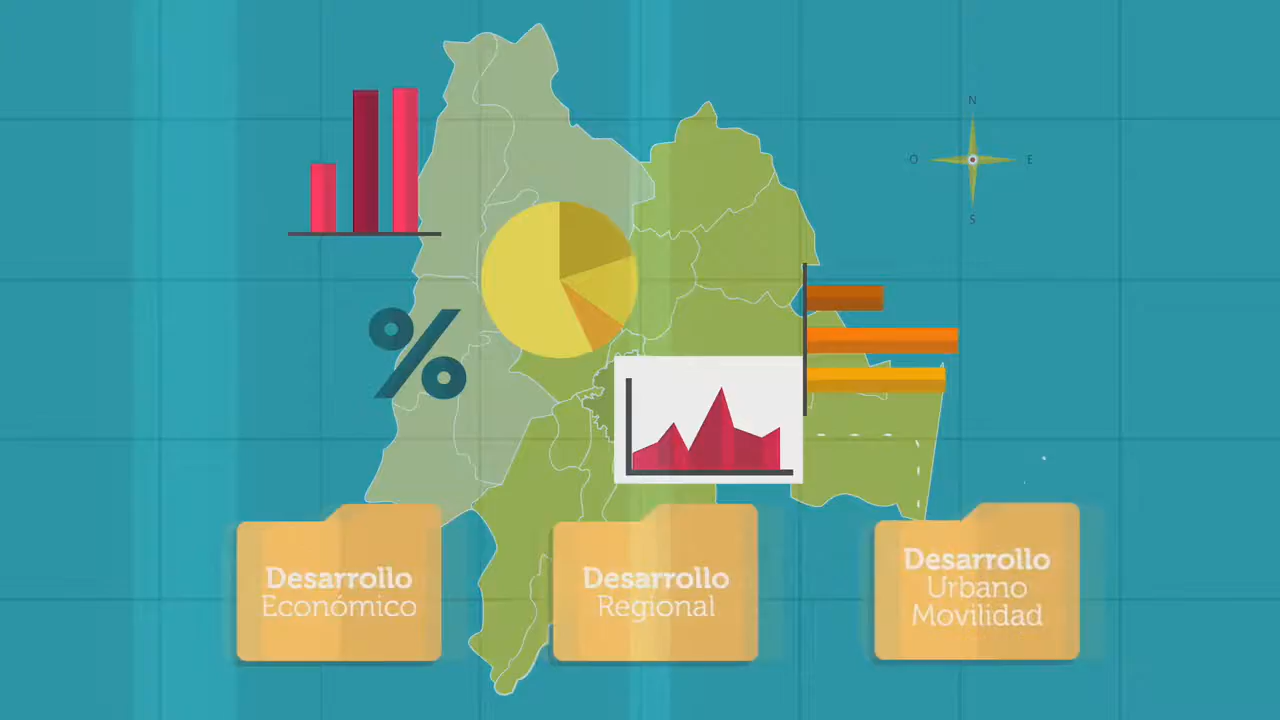 N
O
E
S
%
Desarrollo
Económico
Desarrollo
Regional
Desarrollo
Urbano
Movilidad